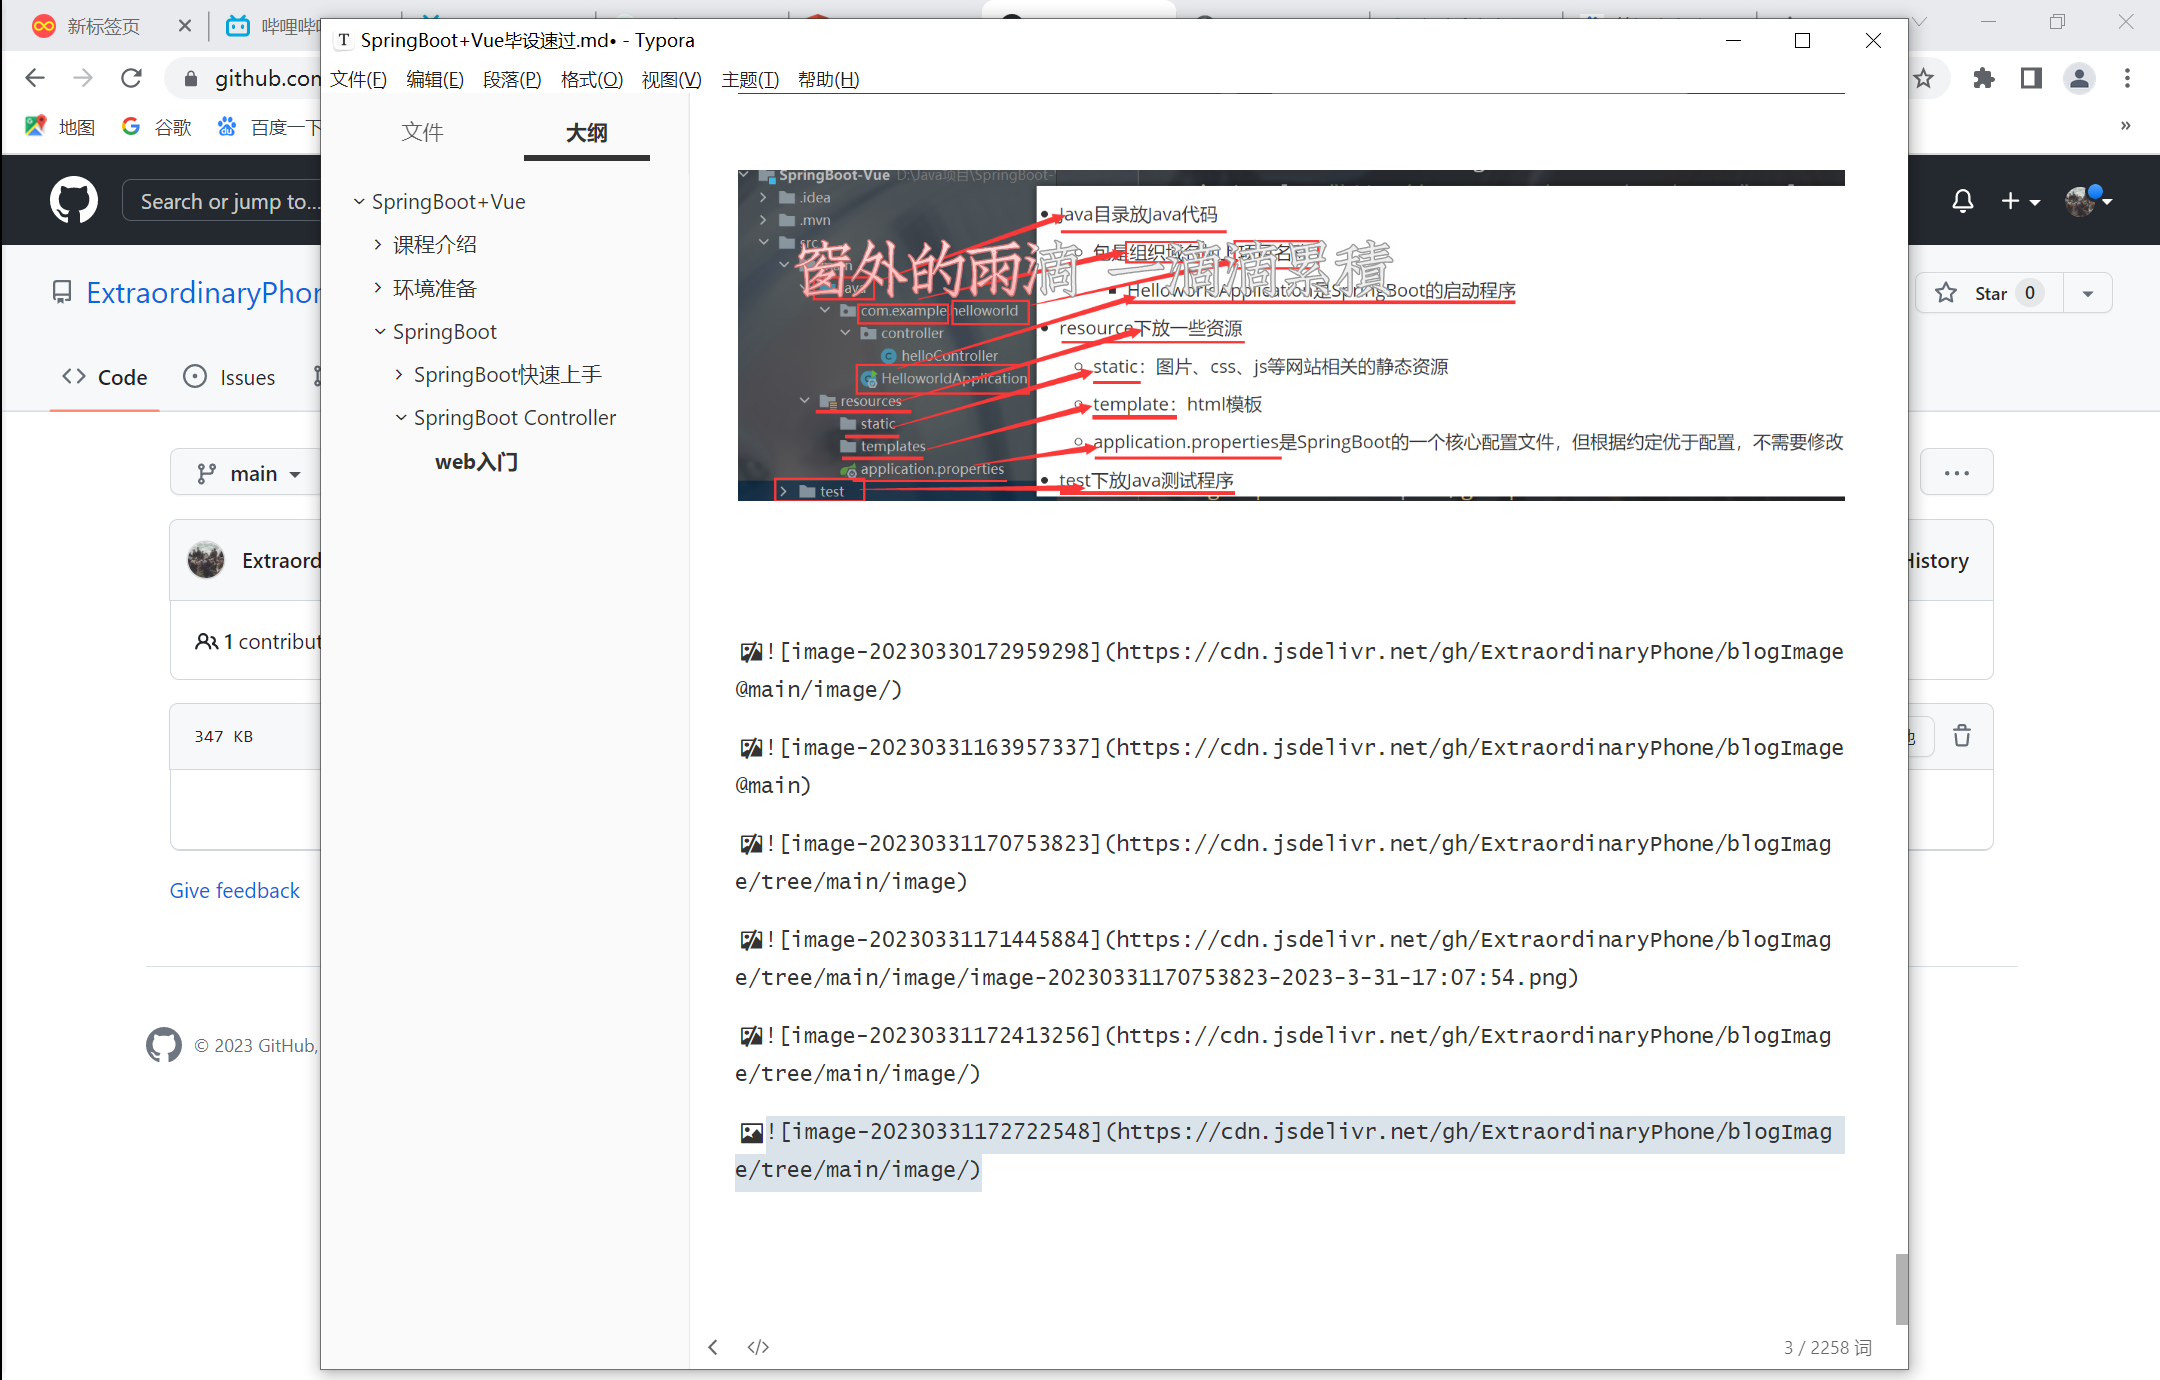 新标签页
github.com
地图
谷歌
百度一下
Search or jump to...
ExtraordinaryPhon
Code
Issues
main
Extraord
1 contribut
347 KB
Give feedback
© 2023 GitHub,
Star 0
History
SpringBoot+Vue毕设速过.md• - Typora
文件(F) 编辑(E) 段落(P) 格式(O) 视图(V) 主题(T) 帮助(H)
文件 大纲
SpringBoot+Vue
课程介绍
环境准备
SpringBoot
SpringBoot快速上手
SpringBoot Controller
web入门
SpringBoot-Vue D:\Java项目\SpringBoot-
.idea
.mvn
src
java
com.example helloworld
controller
helloController
HelloworldApplication
resources
static
templates
application.properties
test
窗外的雨滴 一滴滴累積
Java目录放Java代码
HelloworldApplication是SpringBoot的启动程序
resource下放一些资源
static：图片、css、js等网站相关的静态资源
template：html模板
application.properties是SpringBoot的一个核心配置文件，但根据约定优于配置，不需要修改
test下放Java测试程序
![image-20230330172959298](https://cdn.jsdelivr.net/gh/ExtraordinaryPhone/blogImage
@main/image/)
![image-20230331163957337](https://cdn.jsdelivr.net/gh/ExtraordinaryPhone/blogImage
@main)
![image-20230331170753823](https://cdn.jsdelivr.net/gh/ExtraordinaryPhone/blogImag
e/tree/main/image)
![image-20230331171445884](https://cdn.jsdelivr.net/gh/ExtraordinaryPhone/blogImag
e/tree/main/image/image-20230331170753823-2023-3-31-17:07:54.png)
![image-20230331172413256](https://cdn.jsdelivr.net/gh/ExtraordinaryPhone/blogImag
e/tree/main/image/)
![image-20230331172722548](https://cdn.jsdelivr.net/gh/ExtraordinaryPhone/blogImag
e/tree/main/image/)
3 / 2258 词